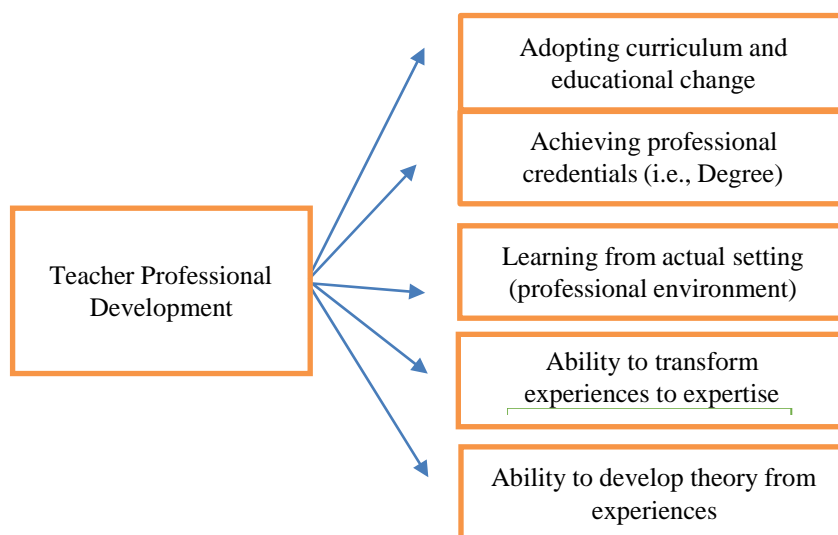 Adopting curriculum and
educational change
Achieving professional
credentials (i.e., Degree)
Teacher Professional
Development
Learning from actual setting
(professional environment)
Ability to transform
experiences to expertise
Ability to develop theory from
experiences